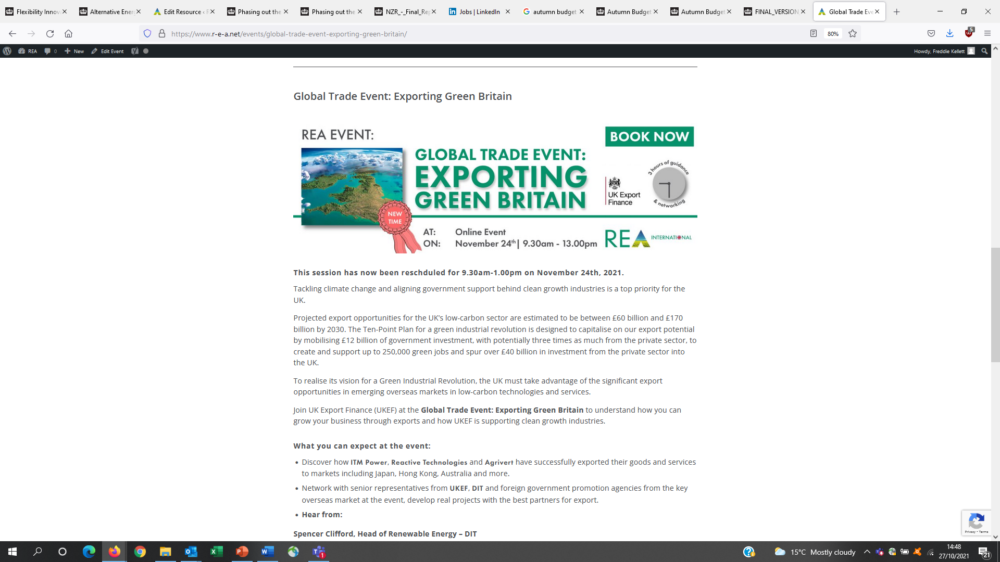 Flexibility Innov
Alternative Energ
Edit Resource ‹ R
Phasing out the
Phasing out the
NZR_-_Final_Rep
Jobs | LinkedIn
autumn budget
Autumn Budget
Autumn Budget
FINAL_VERSION
Global Trade Eve
https://www.r-e-a.net/events/global-trade-event-exporting-green-britain/
80%
5
REA
0
New
Edit Event
Howdy, Freddie Kellett
Global Trade Event: Exporting Green Britain
REA EVENT:
BOOK NOW
GLOBAL TRADE EVENT:
EXPORTING
GREEN BRITAIN
3 hours of guidance
& networking
UK Export
Finance
NEW
TIME
AT: Online Event
ON: November 24th| 9.30am - 13.00pm
REA INTERNATIONAL
This session has now been reschduled for 9.30am-1.00pm on November 24th, 2021.
Tackling climate change and aligning government support behind clean growth industries is a top priority for the
UK.
Projected export opportunities for the UK’s low-carbon sector are estimated to be between £60 billion and £170
billion by 2030. The Ten-Point Plan for a green industrial revolution is designed to capitalise on our export potential
by mobilising £12 billion of government investment, with potentially three times as much from the private sector, to
create and support up to 250,000 green jobs and spur over £40 billion in investment from the private sector into
the UK.
To realise its vision for a Green Industrial Revolution, the UK must take advantage of the significant export
opportunities in emerging overseas markets in low-carbon technologies and services.
Join UK Export Finance (UKEF) at the Global Trade Event: Exporting Green Britain to understand how you can
grow your business through exports and how UKEF is supporting clean growth industries.
What you can expect at the event:
• Discover how ITM Power, Reactive Technologies and Agrivert have successfully exported their goods and services
to markets including Japan, Hong Kong, Australia and more.
• Network with senior representatives from UKEF, DIT and foreign government promotion agencies from the key
overseas market at the event, develop real projects with the best partners for export.
• Hear from:
Spencer Clifford, Head of Renewable Energy – DIT
Privacy - Terms
15°C Mostly cloudy
14:48
27/10/2021
21
1